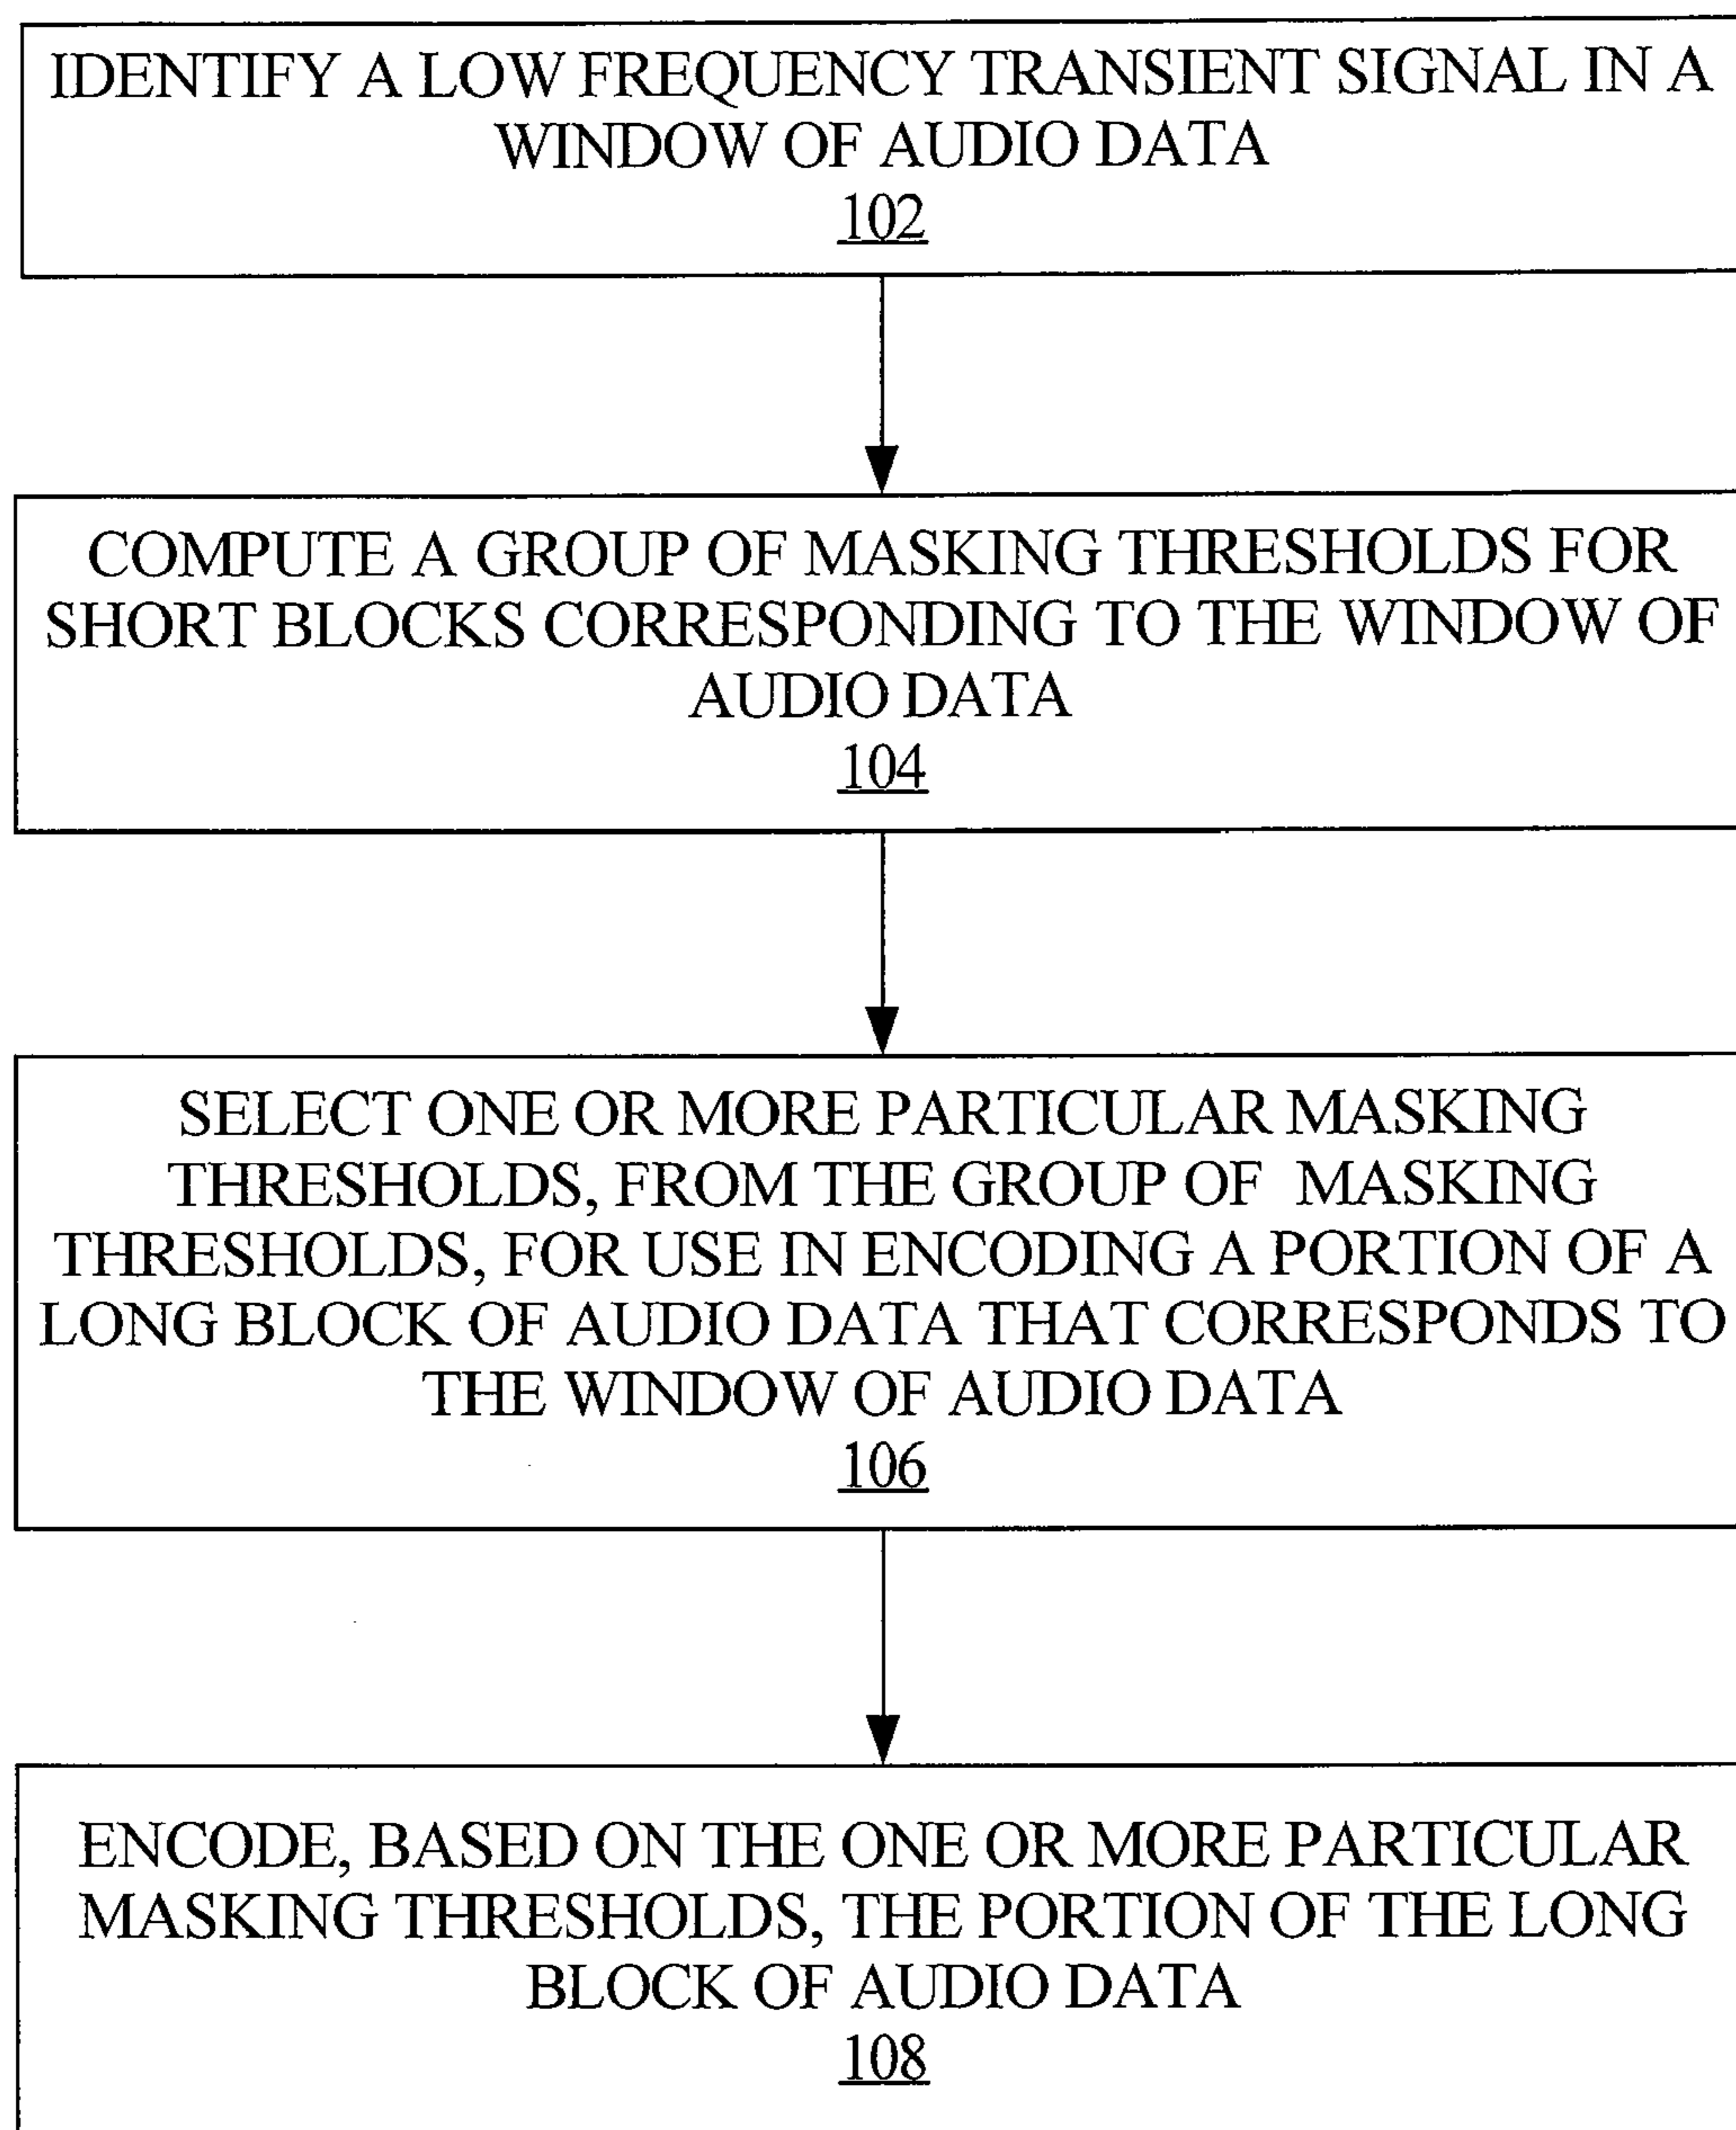 IDENTIFY A LOW FREQUENCY TRANSIENT SIGNAL IN A
WINDOW OF AUDIO DATA
102
COMPUTE A GROUP OF MASKING THRESHOLDS FOR
SHORT BLOCKS CORRESPONDING TO THE WINDOW OF
AUDIO DATA
104
SELECT ONE OR MORE PARTICULAR MASKING
THRESHOLDS, FROM THE GROUP OF MASKING
THRESHOLDS, FOR USE IN ENCODING A PORTION OF A
LONG BLOCK OF AUDIO DATA THAT CORRESPONDS TO
THE WINDOW OF AUDIO DATA
106
ENCODE, BASED ON THE ONE OR MORE PARTICULAR
MASKING THRESHOLDS, THE PORTION OF THE LONG
BLOCK OF AUDIO DATA
108